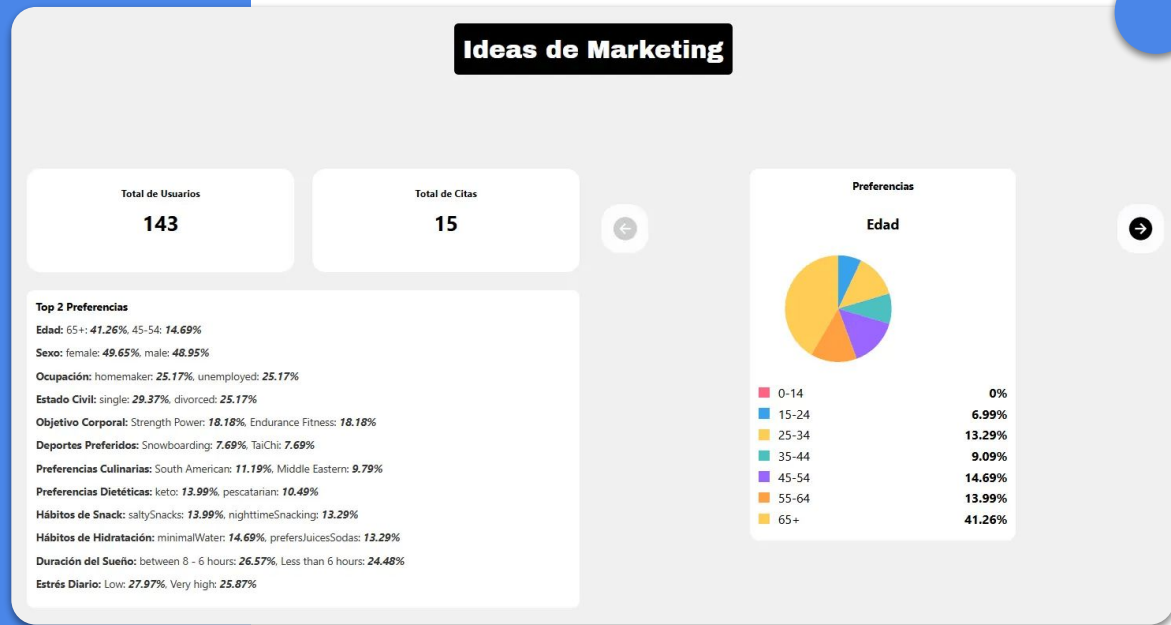 Ideas de Marketing
Total de Usuarios
143
Total de Citas
15
Top 2 Preferencias
Edad: 65+: 41.26%, 45-54: 14.69%
Sexo: female: 49.65%, male: 48.95%
Ocupación: homemaker: 25.17%, unemployed: 25.17%
Estado Civil: single: 29.37%, divorced: 25.17%
Objetivo Corporal: Strength Power: 18.18%, Endurance Fitness: 18.18%
Deportes Preferidos: Snowboarding: 7.69%, TaiChi: 7.69%
Preferencias Culinarias: South American: 11.19%, Middle Eastern: 9.79%
Preferencias Dietéticas: keto: 13.99%, pescatarian: 10.49%
Hábitos de Snack: saltySnacks: 13.99%, nighttimeSnacking: 13.29%
Hábitos de Hidratación: minimalWater: 14.69%, prefersJuicesSodas: 13.29%
Duración del Sueño: between 8 - 6 hours: 26.57%, Less than 6 hours: 24.48%
Estrés Diario: Low: 27.97%, Very high: 25.87%
Preferencias
Edad
0-14 0%
15-24 6.99%
25-34 13.29%
35-44 9.09%
45-54 14.69%
55-64 13.99%
65+ 41.26%